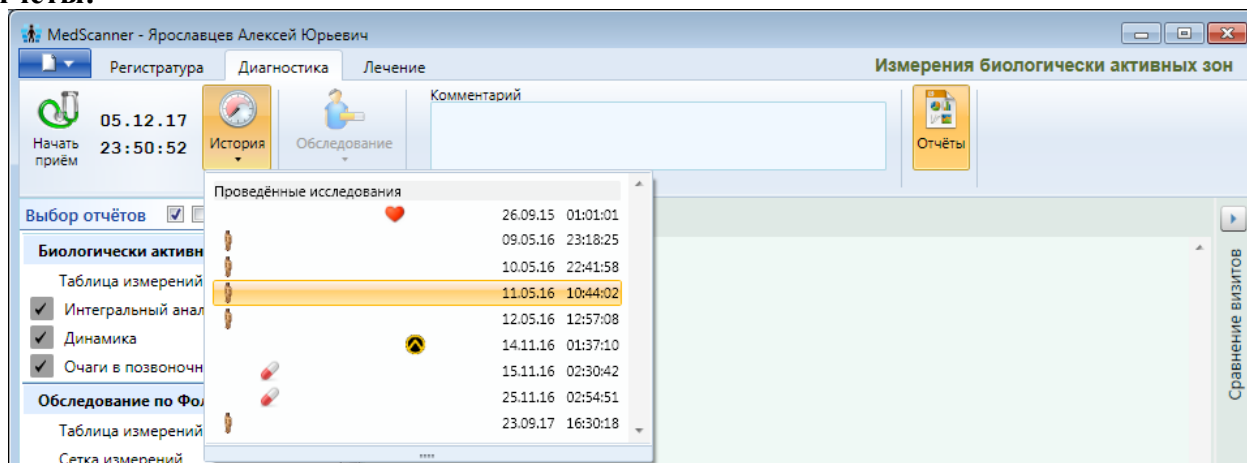 MedScanner - Ярославцев Алексей Юрьевич
Регистратура Диагностика Лечение Измерения биологически активных зон
Начать приём
05.12.17
23:50:52
История
Обследование
Комментарий
Отчёты
Выбор отчётов
Проведённые исследования
26.09.15 01:01:01
09.05.16 23:18:25
10.05.16 22:41:58
11.05.16 10:44:02
12.05.16 12:57:08
14.11.16 01:37:10
15.11.16 02:30:42
25.11.16 02:54:51
23.09.17 16:30:18
Биологически активн
Таблица измерений
Интегральный анал
Динамика
Очаги в позвоночн
Обследование по Фол
Таблица измерений
Сетка измерений
Сравнение визитов